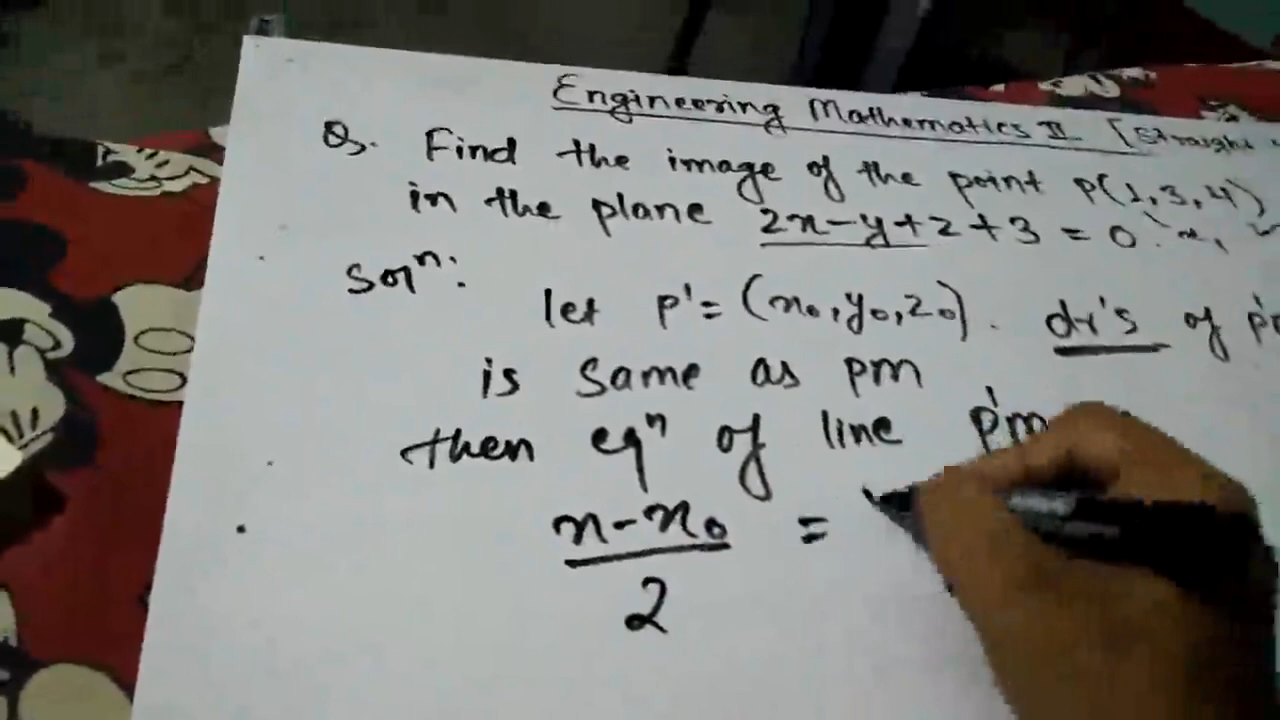 Engineering Mathematics II [Straight
Q. Find the image of the point P(1,3,4)
in the plane 2x-y+z+3=0.
Solⁿ:
let p'=(x₀,y₀,z₀). dr's of p'm
is same as pm
then eqⁿ of line p'm
x-x₀ =
2